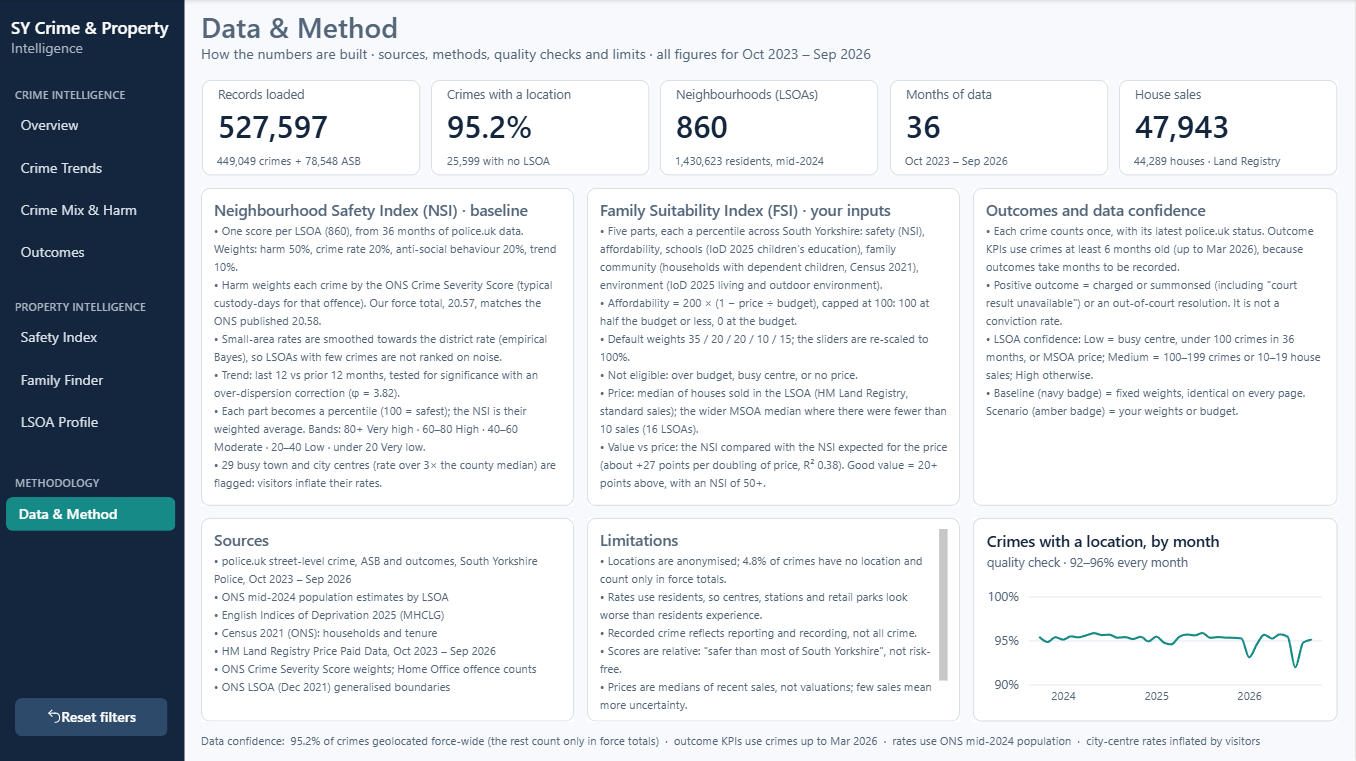 SY Crime & Property
Intelligence
CRIME INTELLIGENCE
Overview
Crime Trends
Crime Mix & Harm
Outcomes
PROPERTY INTELLIGENCE
Safety Index
Family Finder
LSOA Profile
METHODOLOGY
Data & Method
Reset filters
Data & Method
How the numbers are built · sources, methods, quality checks and limits · all figures for Oct 2023 – Sep 2026
Records loaded
527,597
449,049 crimes + 78,548 ASB
Crimes with a location
95.2%
25,599 with no LSOA
Neighbourhoods (LSOAs)
860
1,430,623 residents, mid-2024
Months of data
36
Oct 2023 – Sep 2026
House sales
47,943
44,289 houses · Land Registry
Neighbourhood Safety Index (NSI) · baseline
• One score per LSOA (860), from 36 months of police.uk data.
Weights: harm 50%, crime rate 20%, anti-social behaviour 20%, trend
10%.
• Harm weights each crime by the ONS Crime Severity Score (typical
custody-days for that offence). Our force total, 20.57, matches the
ONS published 20.58.
• Small-area rates are smoothed towards the district rate (empirical
Bayes), so LSOAs with few crimes are not ranked on noise.
• Trend: last 12 vs prior 12 months, tested for significance with an
over-dispersion correction (φ = 3.82).
• Each part becomes a percentile (100 = safest); the NSI is their
weighted average. Bands: 80+ Very high · 60–80 High · 40–60
Moderate · 20–40 Low · under 20 Very low.
• 29 busy town and city centres (rate over 3× the county median) are
flagged: visitors inflate their rates.
Family Suitability Index (FSI) · your inputs
• Five parts, each a percentile across South Yorkshire: safety (NSI),
affordability, schools (IoD 2025 children's education), family
community (households with dependent children, Census 2021),
environment (IoD 2025 living and outdoor environment).
• Affordability = 200 × (1 − price ÷ budget), capped at 100: 100 at
half the budget or less, 0 at the budget.
• Default weights 35 / 20 / 20 / 10 / 15; the sliders are re-scaled to
100%.
• Not eligible: over budget, busy centre, or no price.
• Price: median of houses sold in the LSOA (HM Land Registry,
standard sales); the wider MSOA median where there were fewer than
10 sales (16 LSOAs).
• Value vs price: the NSI compared with the NSI expected for the price
(about +27 points per doubling of price, R² 0.38). Good value = 20+
points above, with an NSI of 50+.
Outcomes and data confidence
• Each crime counts once, with its latest police.uk status. Outcome
KPIs use crimes at least 6 months old (up to Mar 2026), because
outcomes take months to be recorded.
• Positive outcome = charged or summonsed (including "court
result unavailable") or an out-of-court resolution. It is not a
conviction rate.
• LSOA confidence: Low = busy centre, under 100 crimes in 36
months, or MSOA price; Medium = 100–199 crimes or 10–19 house
sales; High otherwise.
• Baseline (navy badge) = fixed weights, identical on every page.
Scenario (amber badge) = your weights or budget.
Sources
• police.uk street-level crime, ASB and outcomes, South Yorkshire
Police, Oct 2023 – Sep 2026
• ONS mid-2024 population estimates by LSOA
• English Indices of Deprivation 2025 (MHCLG)
• Census 2021 (ONS): households and tenure
• HM Land Registry Price Paid Data, Oct 2023 – Sep 2026
• ONS Crime Severity Score weights; Home Office offence counts
• ONS LSOA (Dec 2021) generalised boundaries
Limitations
• Locations are anonymised; 4.8% of crimes have no location and
count only in force totals.
• Rates use residents, so centres, stations and retail parks look
worse than residents experience.
• Recorded crime reflects reporting and recording, not all crime.
• Scores are relative: "safer than most of South Yorkshire", not risk-
free.
• Prices are medians of recent sales, not valuations; few sales mean
more uncertainty.
Crimes with a location, by month
quality check · 92–96% every month
100%
95%
90%
2024
2025
2026
Data confidence: 95.2% of crimes geolocated force-wide (the rest count only in force totals) · outcome KPIs use crimes up to Mar 2026 · rates use ONS mid-2024 population · city-centre rates inflated by visitors